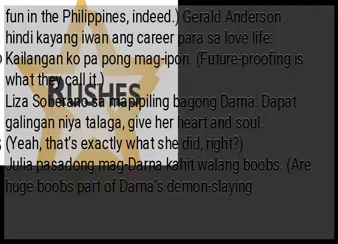 fun in the Philippines, indeed.) Gerald Anderson
hindi kayang iwan ang career para sa love life:
Kailangan ko pa pong mag-ipon. (Future-proofing is
what they call it.)
RUSHES
Liza Soberano sa mapipiling bagong Darna: Dapat
galingan niya talaga, give her heart and soul.
(Yeah, that's exactly what she did, right?)
Julia pasadong mag-Darna kahit walang boobs. (Are
huge boobs part of Darna's demon-slaying